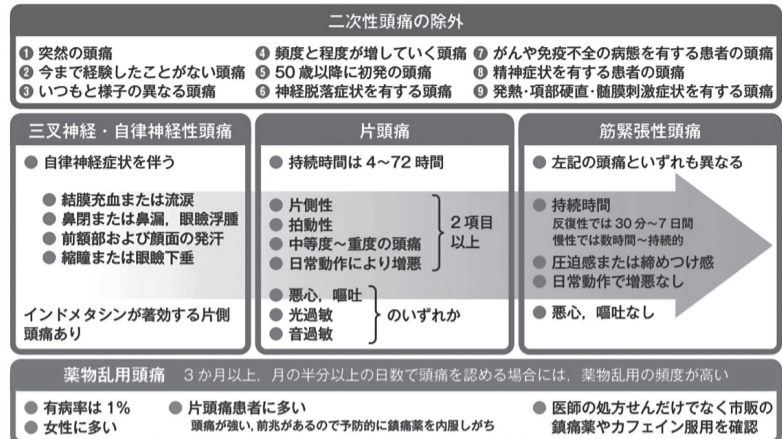 二次性頭痛の除外
❶ 突然の頭痛
❷ 今まで経験したことがない頭痛
❸ いつもと様子の異なる頭痛
❹ 頻度と程度が増していく頭痛
❺ 50歳以降に初発の頭痛
❻ 神経脱落症状を有する頭痛
❼ がんや免疫不全の病態を有する患者の頭痛
❽ 精神症状を有する患者の頭痛
❾ 発熱・項部硬直・髄膜刺激症状を有する頭痛
三叉神経・自律神経性頭痛
● 自律神経症状を伴う
● 結膜充血または流涙
● 鼻閉または鼻漏，眼瞼浮腫
● 前額部および顔面の発汗
● 縮瞳または眼瞼下垂
インドメタシンが著効する片側
頭痛あり
片頭痛
● 持続時間は4～72時間
● 片側性
● 拍動性
● 中等度～重度の頭痛
● 日常動作により増悪
2項目
以上
● 悪心，嘔吐
● 光過敏
● 音過敏
のいずれか
筋緊張性頭痛
● 左記の頭痛といずれも異なる
● 持続時間
反復性では30分～7日間
慢性では数時間～持続的
● 圧迫感または締めつけ感
● 日常動作で増悪なし
● 悪心，嘔吐なし
薬物乱用頭痛 3か月以上，月の半分以上の日数で頭痛を認める場合には，薬物乱用の頻度が高い
● 有病率は1%
● 女性に多い
● 片頭痛患者に多い
頭痛が強い，前兆があるので予防的に鎮痛薬を内服しがち
● 医師の処方せんだけでなく市販の
鎮痛薬やカフェイン服用を確認